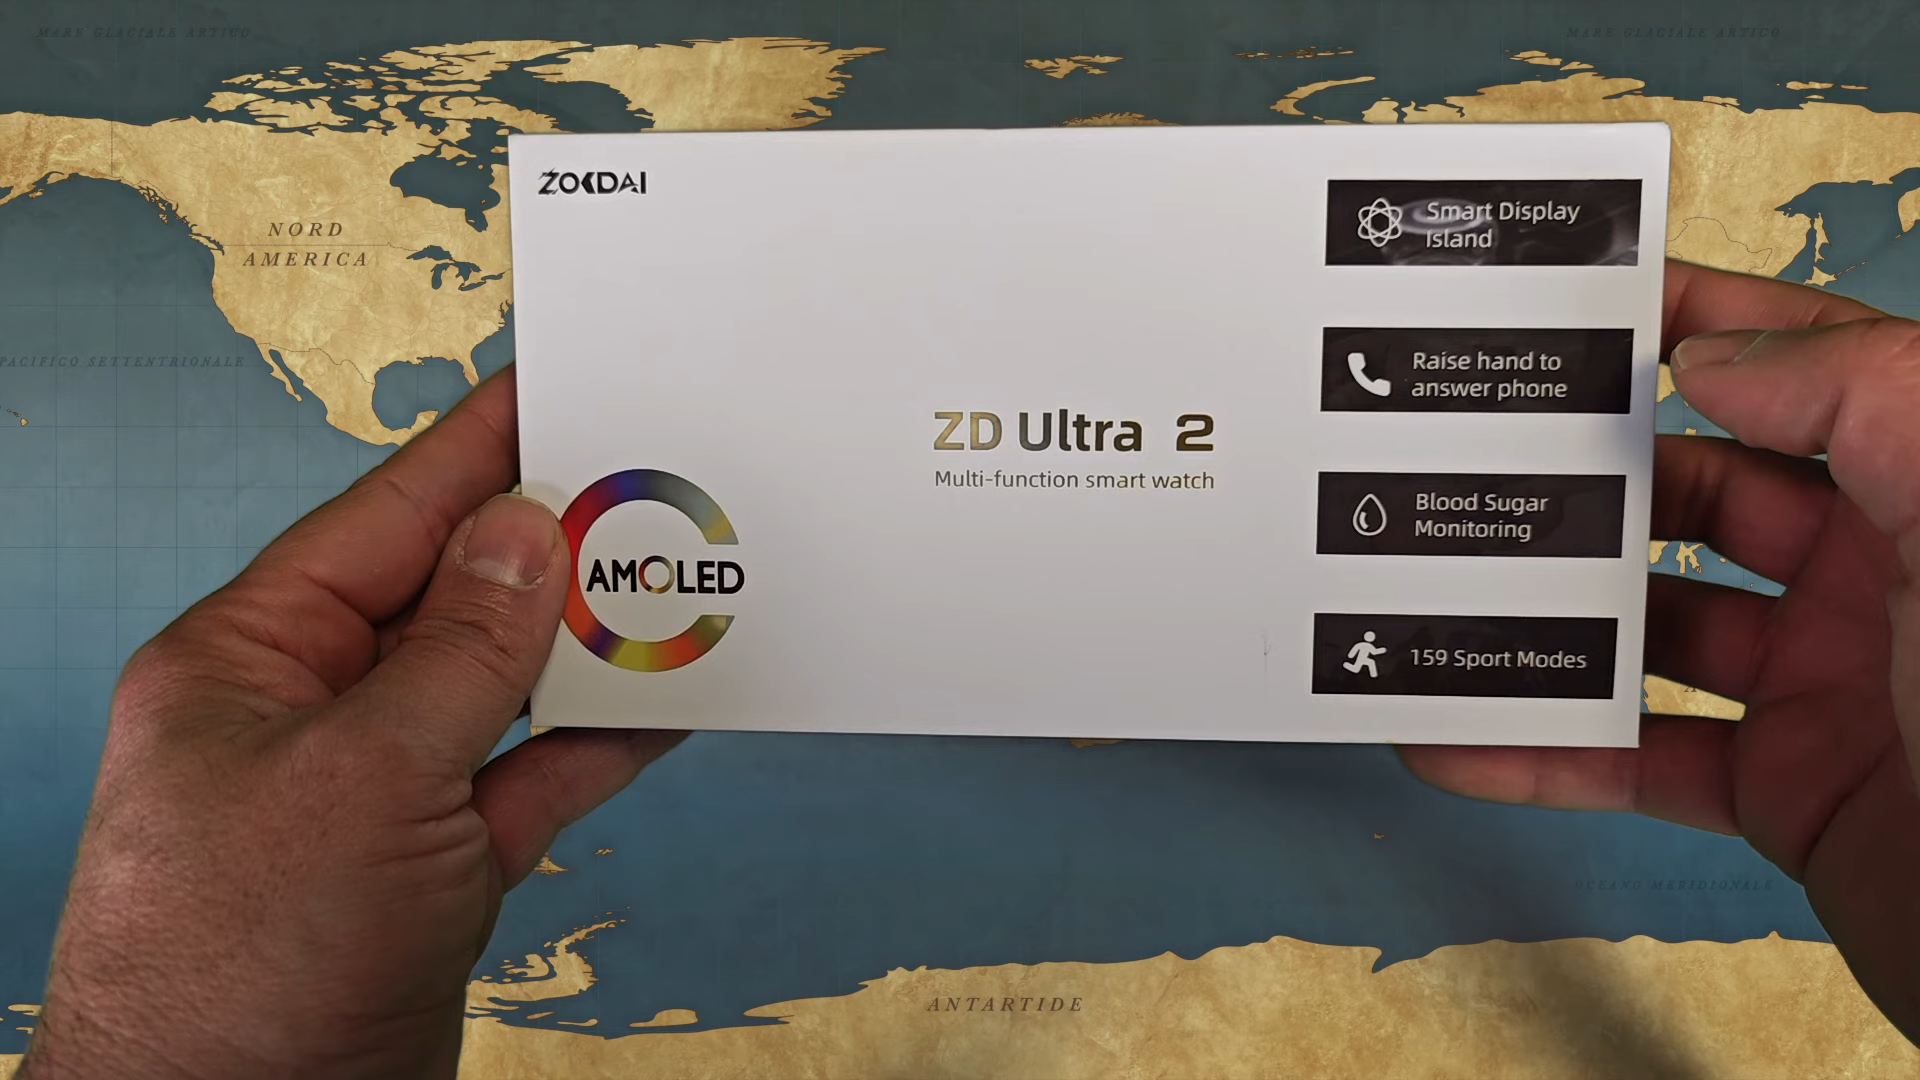 MARE GLACIALE ARTICO
MARE GLACIALE ARTICO
NORD
AMERICA
PACIFICO SETTENTRIONALE
ZOKDAI
ZD Ultra 2
Multi-function smart watch
AMOLED
Smart Display
Island
Raise hand to
answer phone
Blood Sugar
Monitoring
159 Sport Modes
OCEANO MERIDIONALE
ANTARTIDE